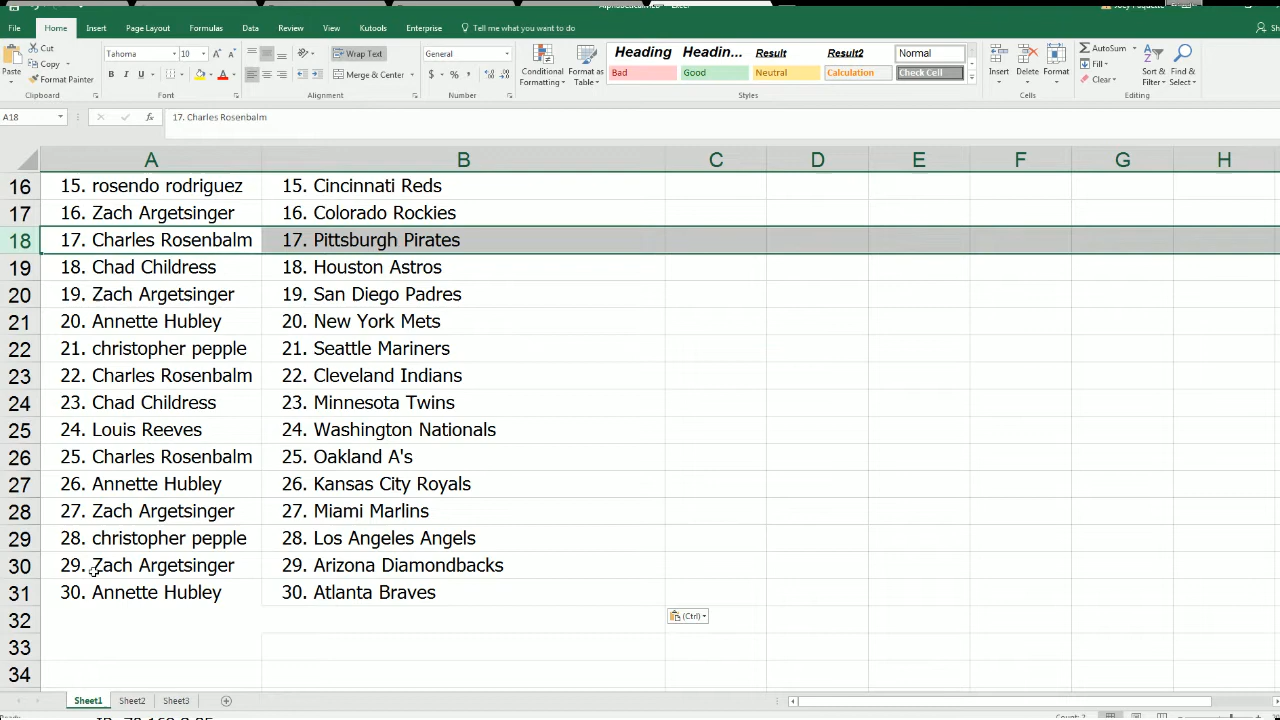 File Home Insert Page Layout Formulas Data Review View Kutools Enterprise Tell me what you want to do
Cut
Copy
Format Painter
Paste
Tahoma 10
Wrap Text
Merge & Center
General
Conditional Formatting
Format as Table
Heading Headin... Result Result2 Normal
Bad Good Neutral Calculation Check Cell
Insert Delete Format
AutoSum
Fill
Clear
Sort & Filter
Find & Select
Clipboard Font Alignment Number Styles Cells Editing
A18 17. Charles Rosenbalm
A B C D E F G H
16 15. rosendo rodriguez 15. Cincinnati Reds
17 16. Zach Argetsinger 16. Colorado Rockies
18 17. Charles Rosenbalm 17. Pittsburgh Pirates
19 18. Chad Childress 18. Houston Astros
20 19. Zach Argetsinger 19. San Diego Padres
21 20. Annette Hubley 20. New York Mets
22 21. christopher pepple 21. Seattle Mariners
23 22. Charles Rosenbalm 22. Cleveland Indians
24 23. Chad Childress 23. Minnesota Twins
25 24. Louis Reeves 24. Washington Nationals
26 25. Charles Rosenbalm 25. Oakland A's
27 26. Annette Hubley 26. Kansas City Royals
28 27. Zach Argetsinger 27. Miami Marlins
29 28. christopher pepple 28. Los Angeles Angels
30 29. Zach Argetsinger 29. Arizona Diamondbacks
31 30. Annette Hubley 30. Atlanta Braves
32 (Ctrl)
33
34
Sheet1 Sheet2 Sheet3